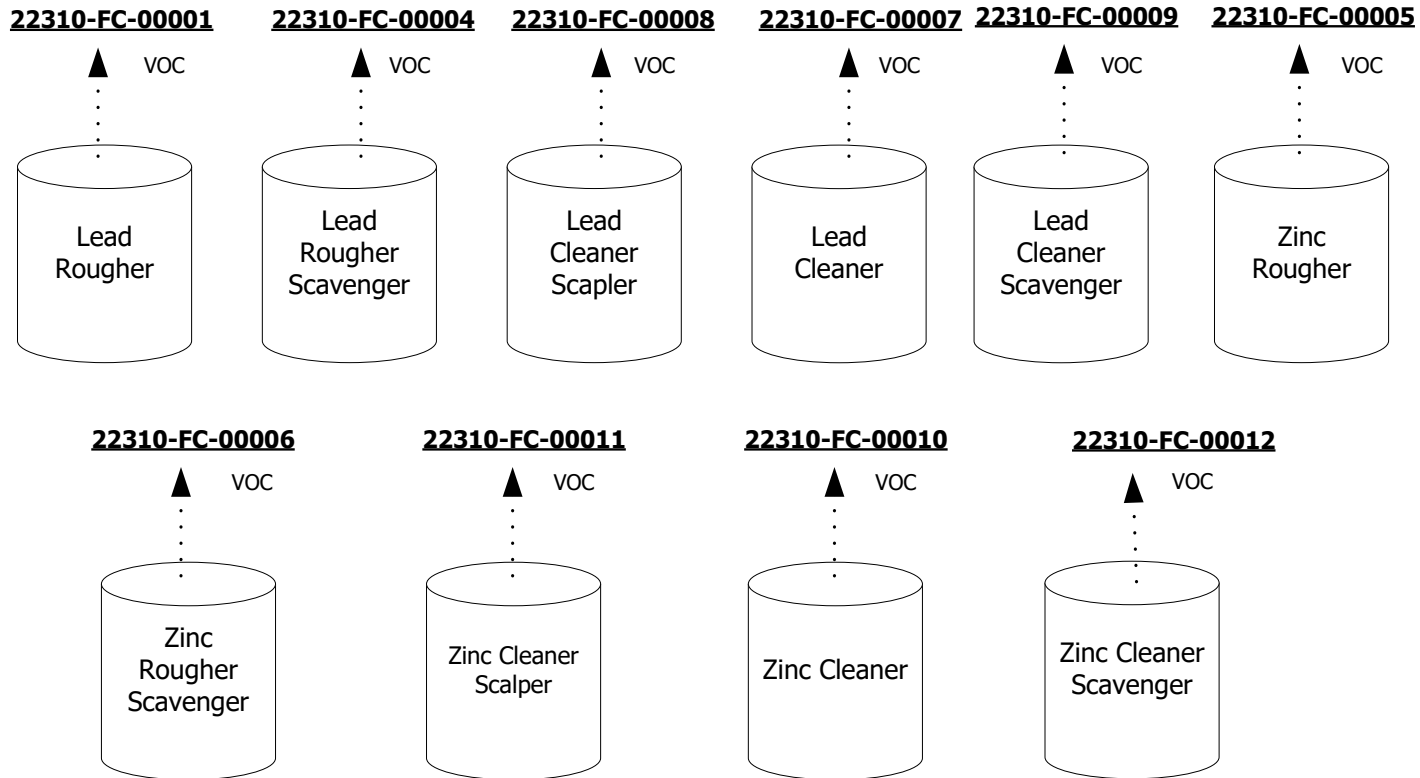 22310-FC-00001
22310-FC-00004
22310-FC-00008
22310-FC-00007
22310-FC-00009
22310-FC-00005
VOC
VOC
VOC
VOC
VOC
VOC
Lead
Rougher
Lead
Rougher
Scavenger
Lead
Cleaner
Scapler
Lead
Cleaner
Lead
Cleaner
Scavenger
Zinc
Rougher
22310-FC-00006
22310-FC-00011
22310-FC-00010
22310-FC-00012
VOC
VOC
VOC
VOC
Zinc
Rougher
Scavenger
Zinc Cleaner
Scalper
Zinc Cleaner
Zinc Cleaner
Scavenger